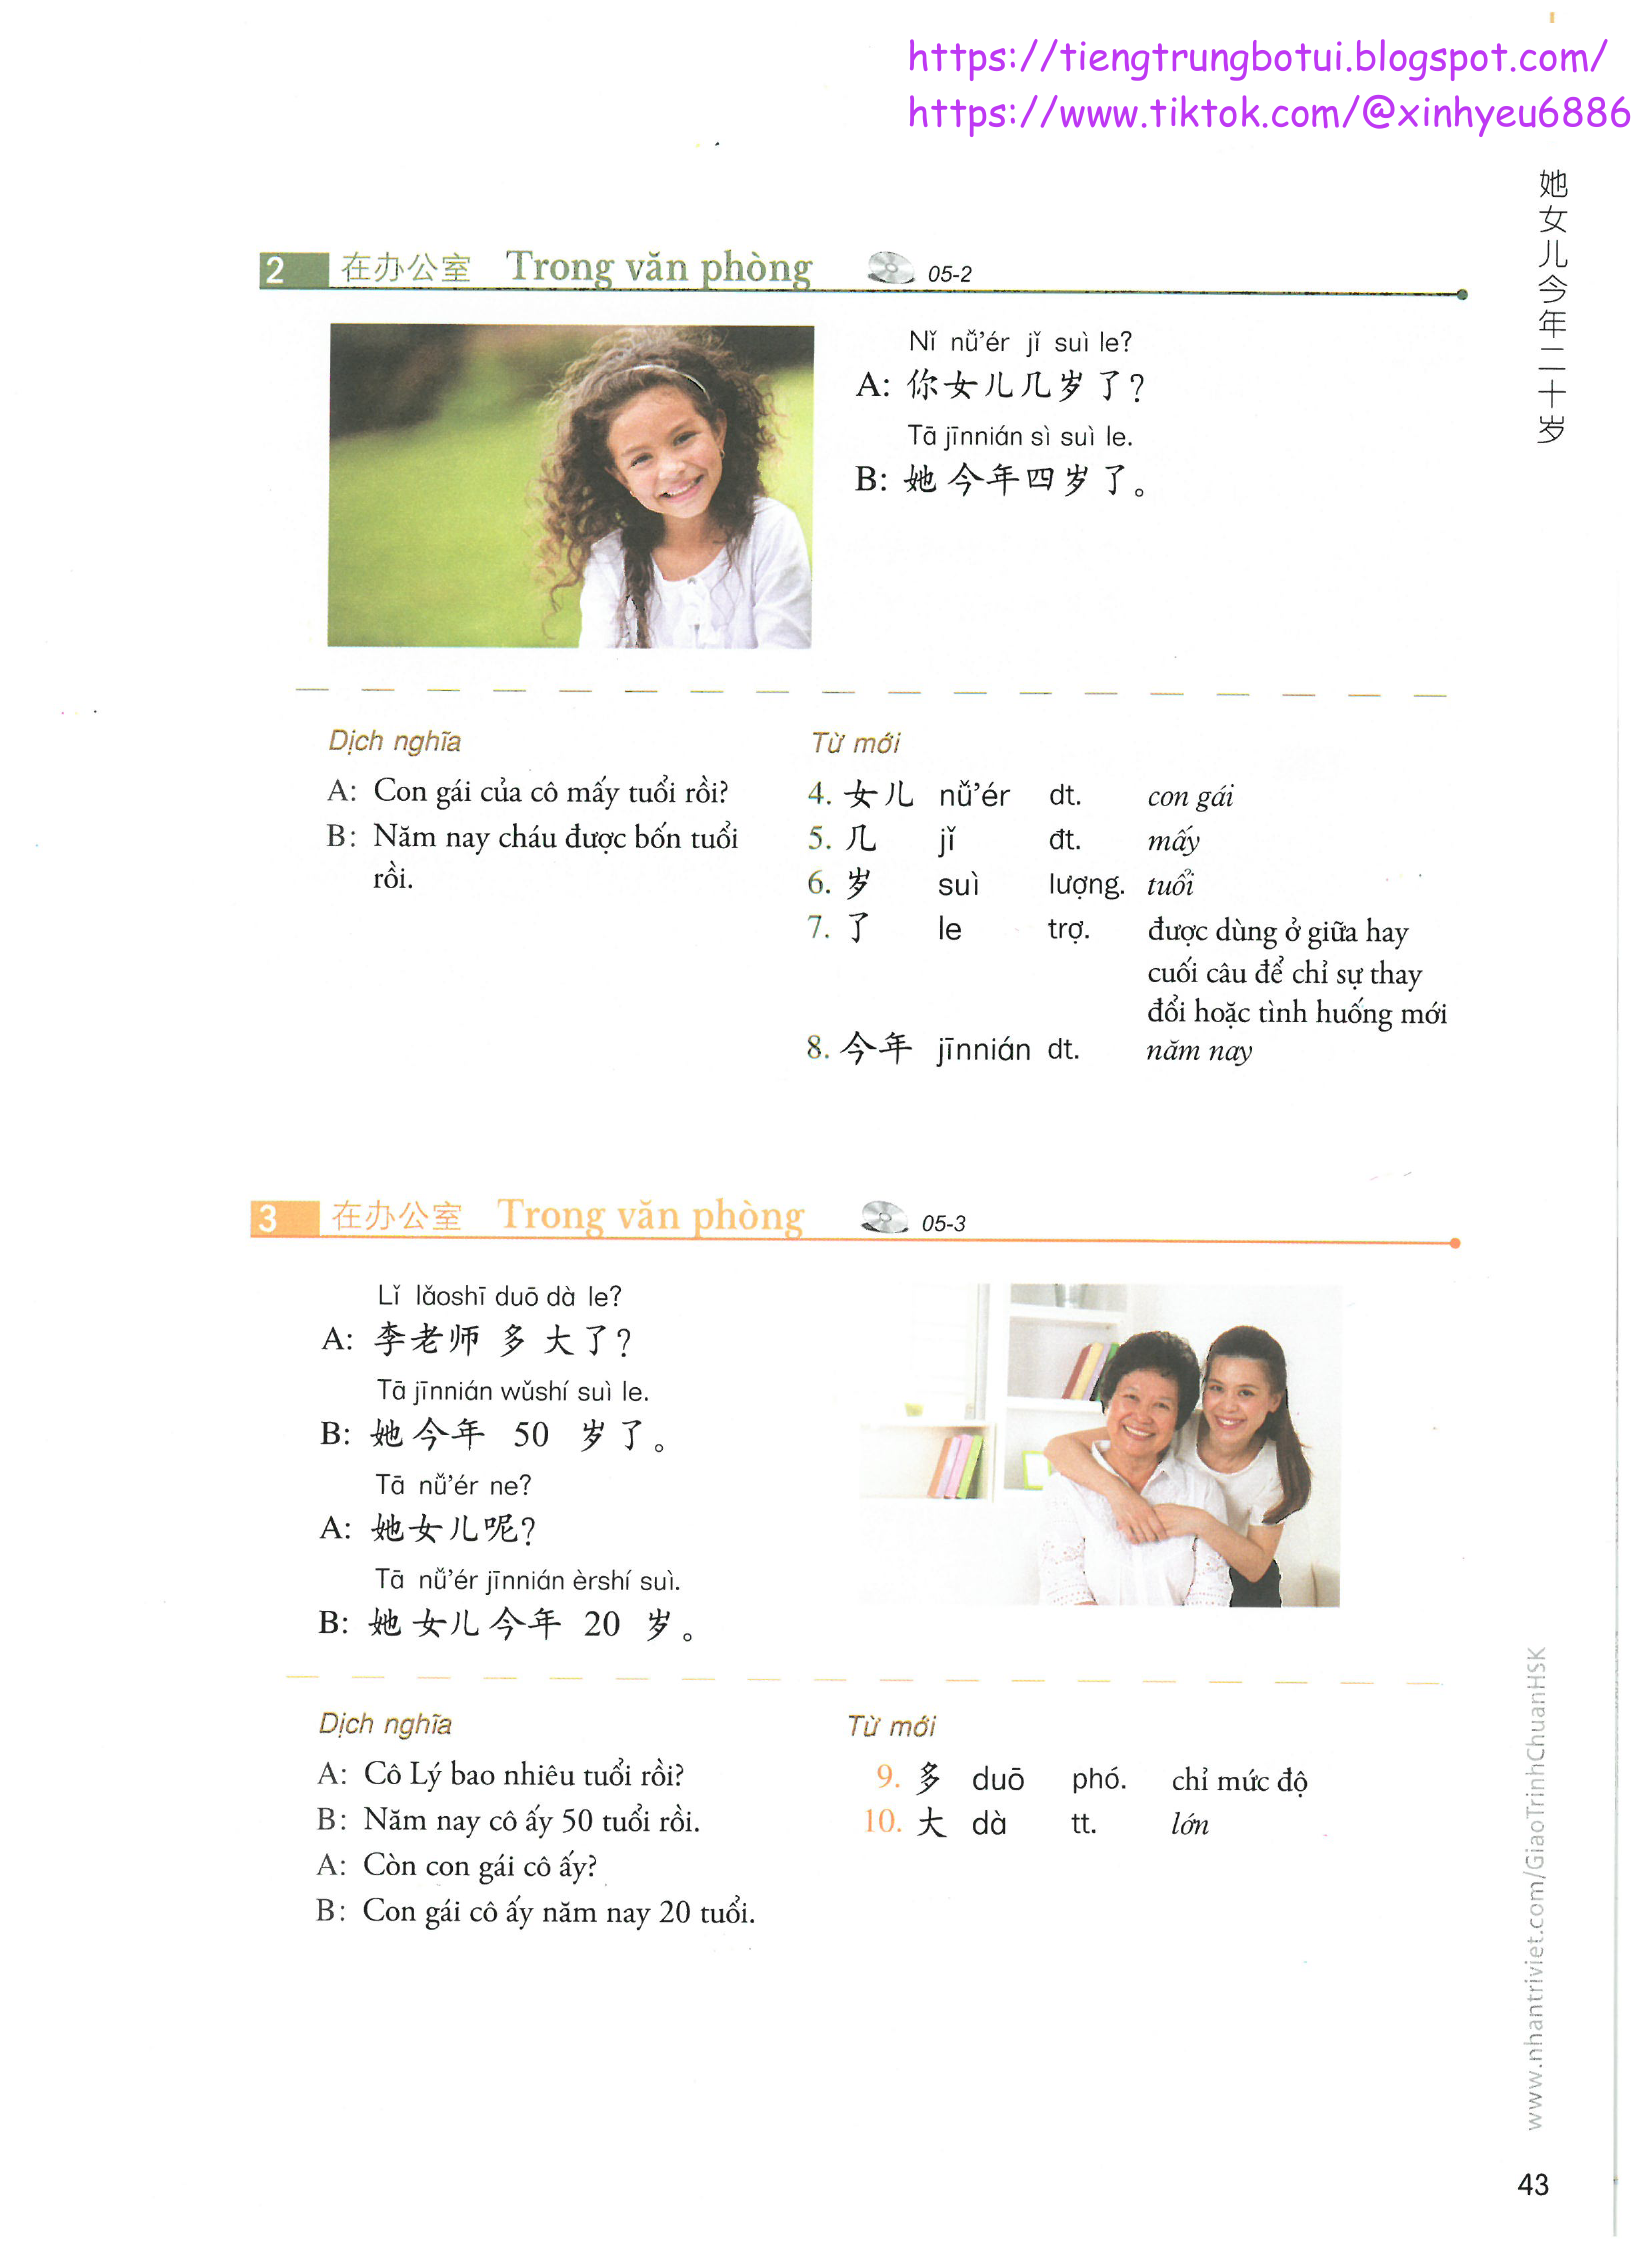 https://tiengtrungbotui.blogspot.com/
https://www.tiktok.com/@xinhyeu6886
她女儿今年二十岁
2 在办公室 Trong văn phòng 05-2
Nǐ nǚ'ér jǐ suì le?
A: 你女儿几岁了?
Tā jīnnián sì suì le.
B: 她今年四岁了。
Dịch nghĩa
A: Con gái của cô mấy tuổi rồi?
B: Năm nay cháu được bốn tuổi
rồi.
Từ mới
4. 女儿 nǚ'ér dt. con gái
5. 几 jǐ đt. mấy
6. 岁 suì lượng. tuổi
7. 了 le trợ. được dùng ở giữa hay
cuối câu để chỉ sự thay
đổi hoặc tình huống mới
8. 今年 jīnnián dt. năm nay
3 在办公室 Trong văn phòng 05-3
Lǐ lǎoshī duō dà le?
A: 李老师多大了?
Tā jīnnián wǔshí suì le.
B: 她今年 50 岁了。
Tā nǚ'ér ne?
A: 她女儿呢?
Tā nǚ'ér jīnnián èrshí suì.
B: 她女儿今年 20 岁。
Dịch nghĩa
A: Cô Lý bao nhiêu tuổi rồi?
B: Năm nay cô ấy 50 tuổi rồi.
A: Còn con gái cô ấy?
B: Con gái cô ấy năm nay 20 tuổi.
Từ mới
9. 多 duō phó. chỉ mức độ
10. 大 dà tt. lớn
www.nhantriviet.com/GiaoTrinhChuanHSK
43